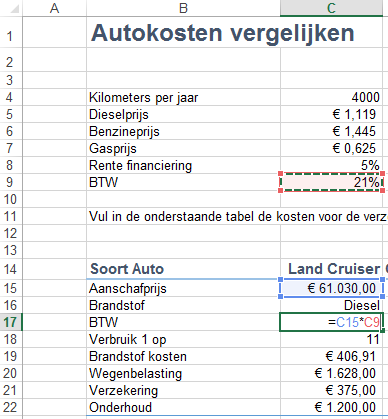 A B C
1 Autokosten vergelijken
2
3
4 Kilometers per jaar 4000
5 Dieselprijs € 1,119
6 Benzineprijs € 1,445
7 Gasprijs € 0,625
8 Rente financiering 5%
9 BTW 21%
10
11 Vul in de onderstaande tabel de kosten voor de verz
12
13
14 Soort Auto Land Cruiser
15 Aanschafprijs € 61.030,00
16 Brandstof Diesel
17 BTW =C15*C9
18 Verbruik 1 op 11
19 Brandstof kosten € 406,91
20 Wegenbelasting € 1.628,00
21 Verzekering € 375,00
22 Onderhoud € 1.200,00